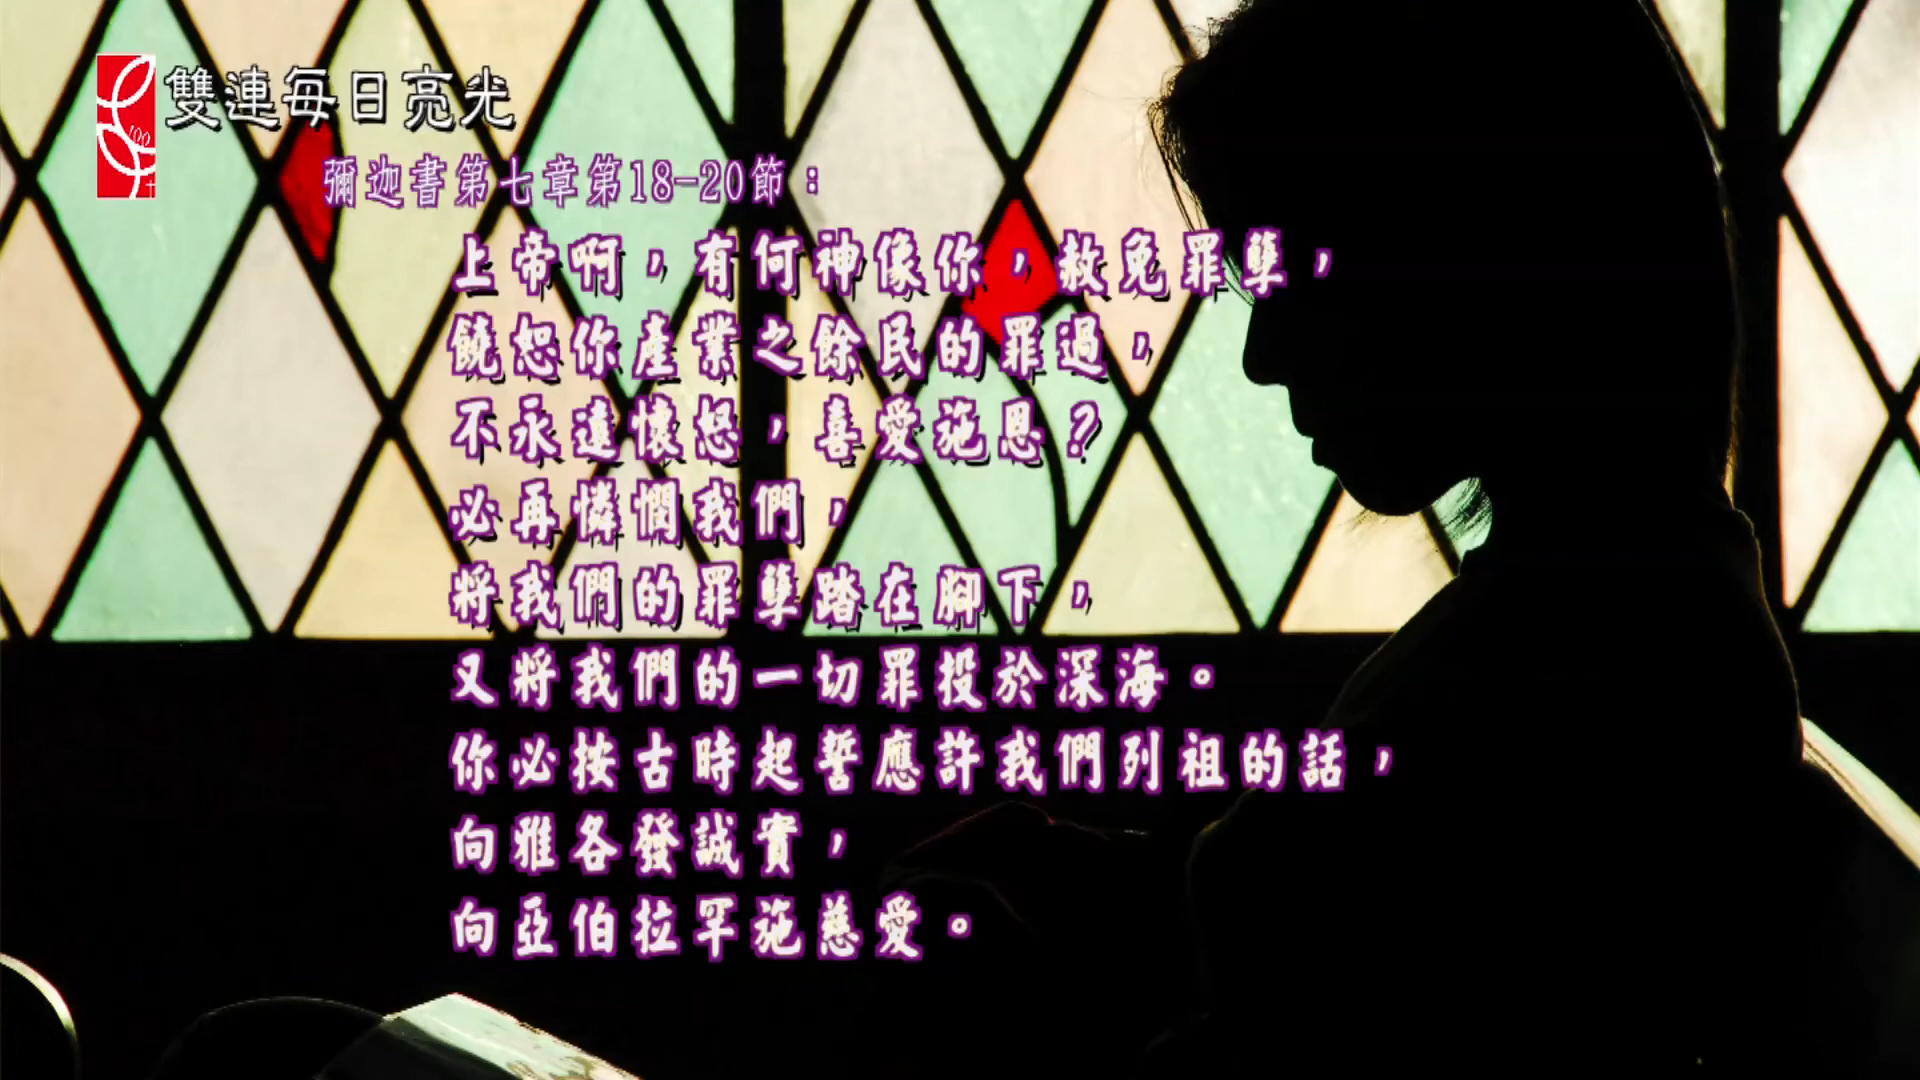 雙連每日亮光
100
彌迦書第七章第18-20節：
上帝啊，有何神像你，赦免罪孽，
饒恕你產業之餘民的罪過，
不永遠懷怒，喜愛施恩？
必再憐憫我們，
將我們的罪孽踏在腳下，
又將我們的一切罪投於深海。
你必按古時起誓應許我們列祖的話，
向雅各發誠實，
向亞伯拉罕施慈愛。